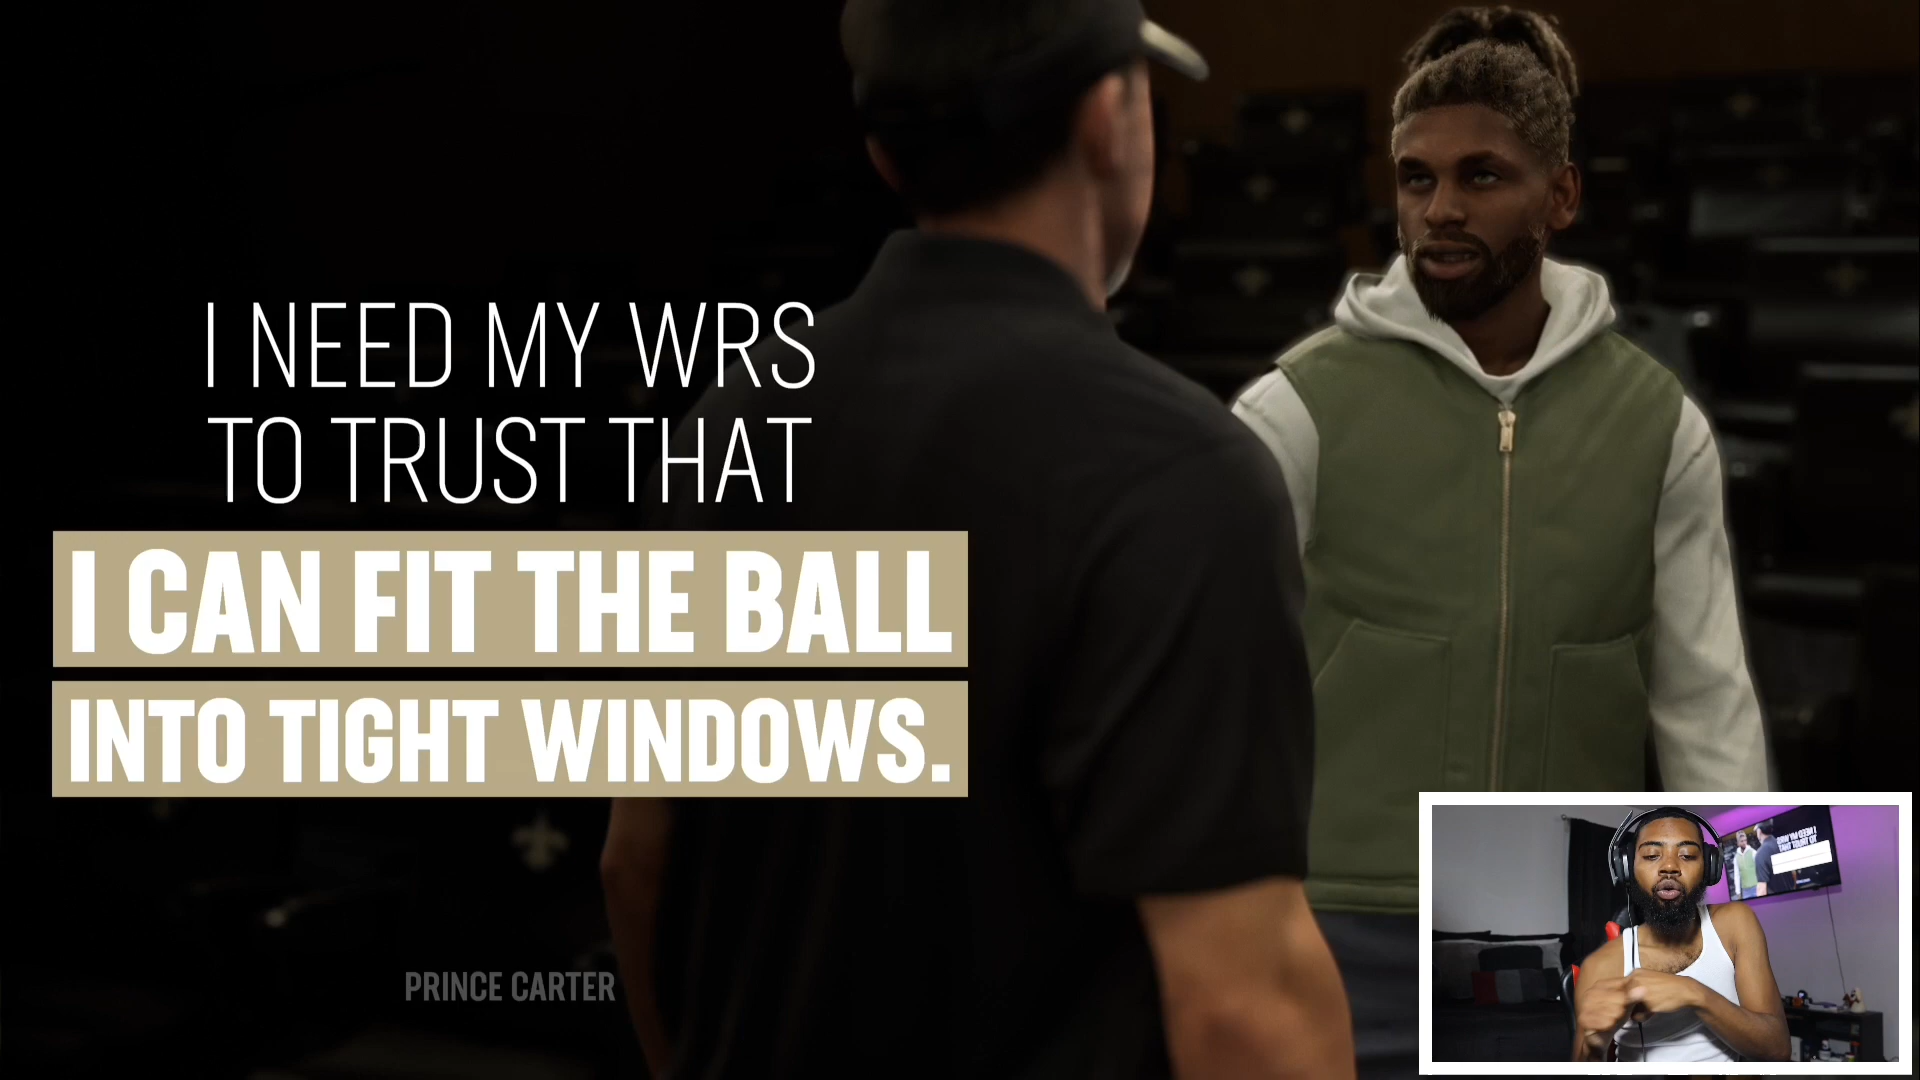 I NEED MY WRS
TO TRUST THAT
I CAN FIT THE BALL
INTO TIGHT WINDOWS.
PRINCE CARTER